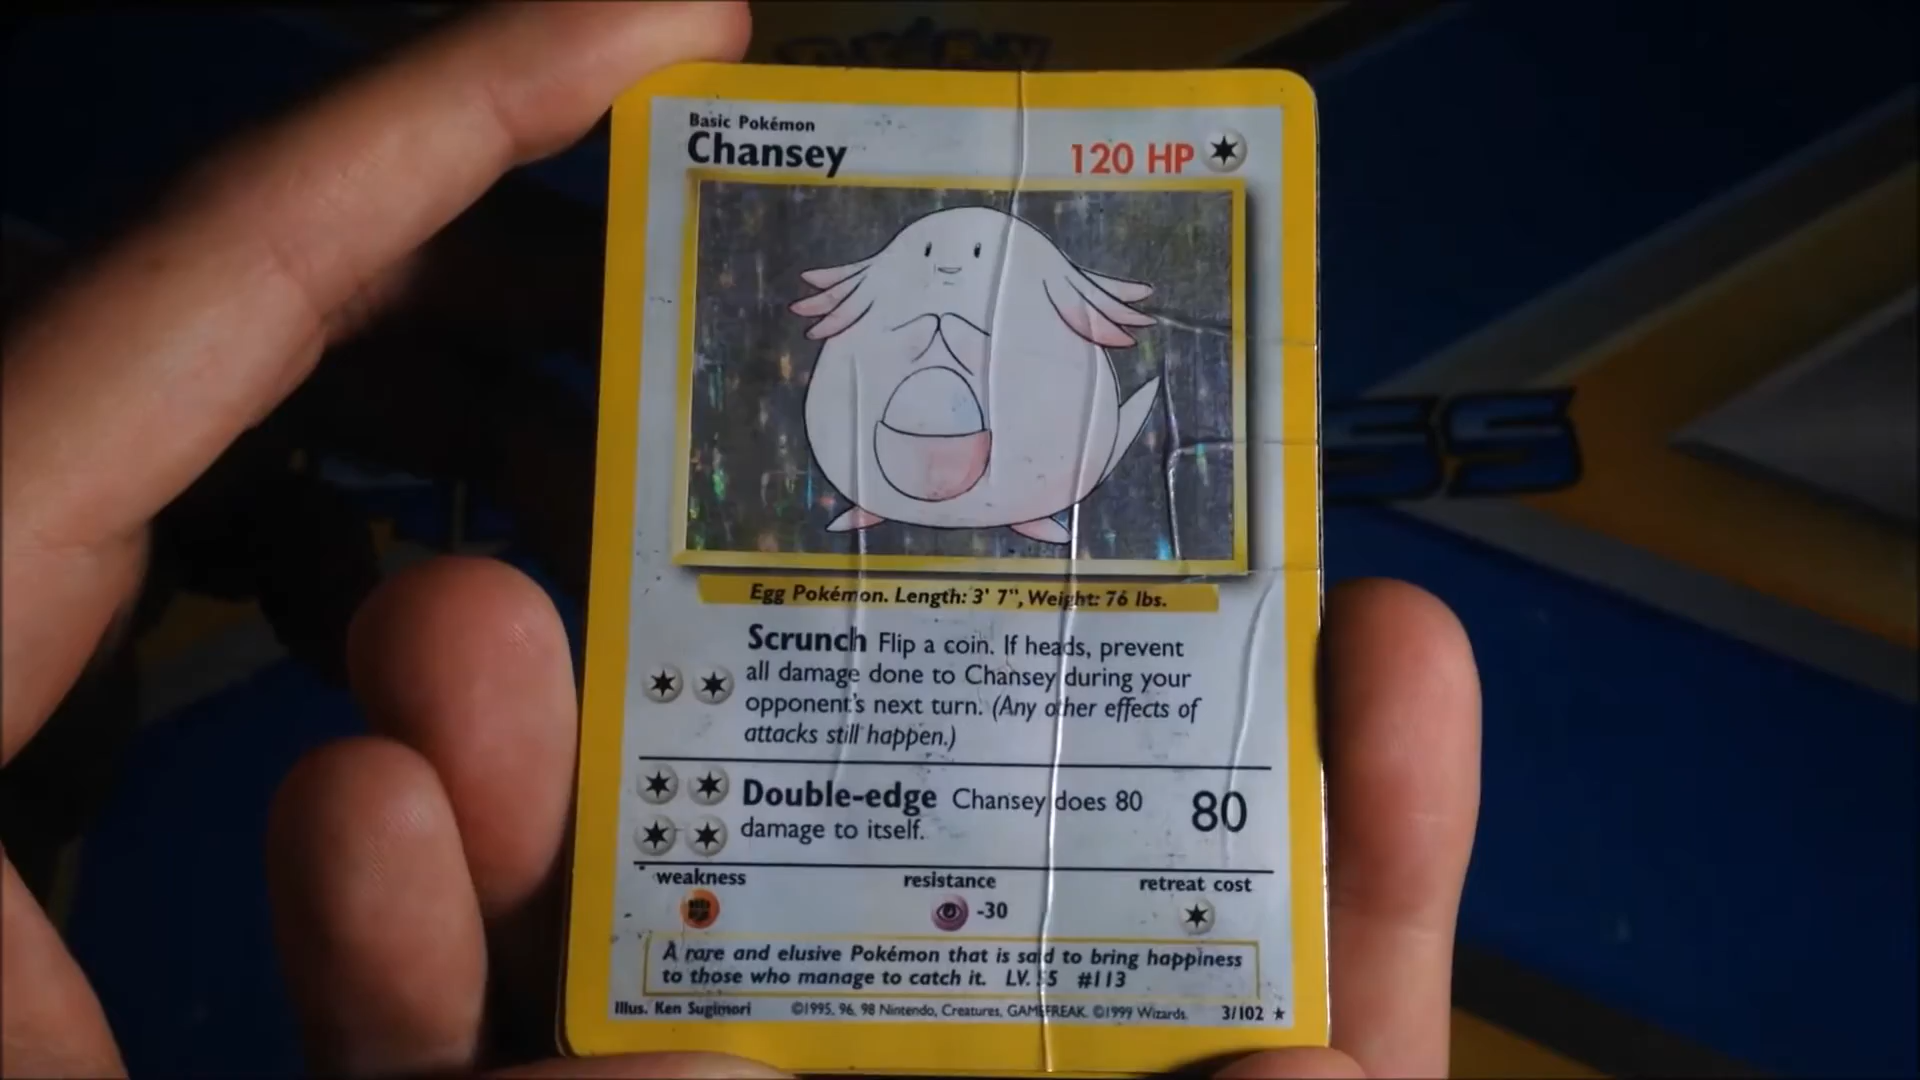 Basic Pokémon
Chansey
120 HP
Egg Pokémon. Length: 3' 7", Weight: 76 lbs.
Scrunch Flip a coin. If heads, prevent
all damage done to Chansey during your
opponent's next turn. (Any other effects of
attacks still happen.)
Double-edge Chansey does 80
damage to itself.
80
weakness
resistance
retreat cost
-30
A rare and elusive Pokémon that is said to bring happiness
to those who manage to catch it. LV. 55 #113
Illus. Ken Sugimori
©1995, 96, 98 Nintendo, Creatures, GAMEFREAK. ©1999 Wizards.
3/102 ★
SS